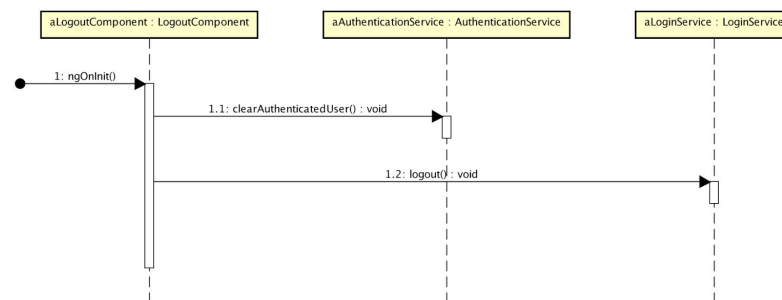 aLogoutComponent : LogoutComponent
aAuthenticationService : AuthenticationService
aLoginService : LoginService
1: ngOnInit()
1.1: clearAuthenticatedUser() : void
1.2: logout() : void